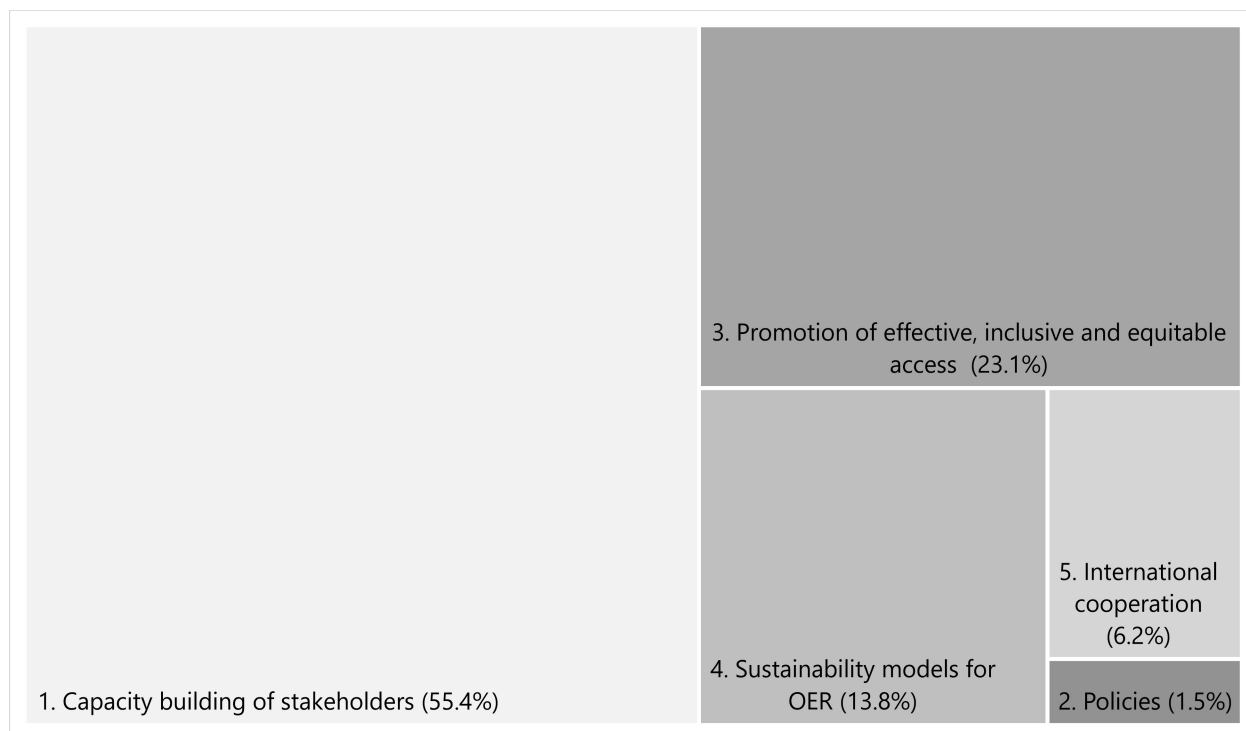 1. Capacity building of stakeholders (55.4%)
3. Promotion of effective, inclusive and equitable
access (23.1%)
4. Sustainability models for
OER (13.8%)
5. International
cooperation
(6.2%)
2. Policies (1.5%)